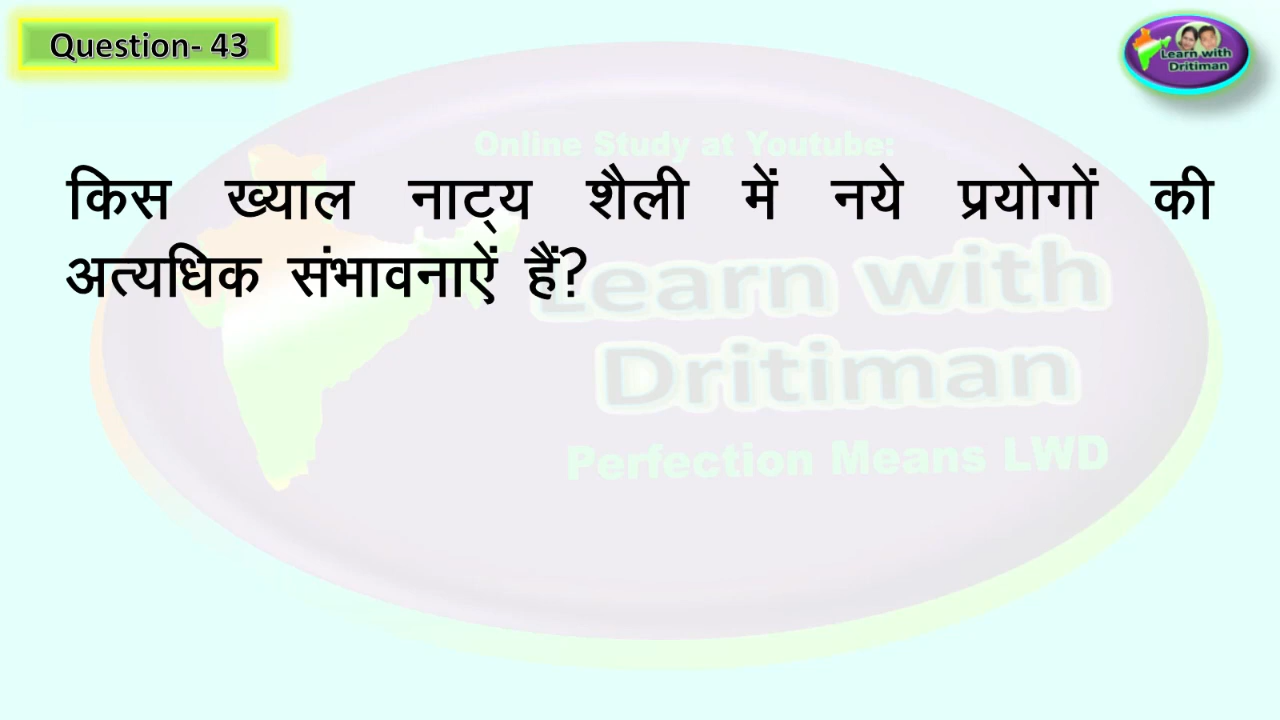 Question- 43
Learn with
Dritiman
Online Study at Youtube:
किस ख्याल नाट्य शैली में नये प्रयोगों की
अत्यधिक संभावनाऐं हैं?
Learn with
Dritiman
Perfection Means LWD